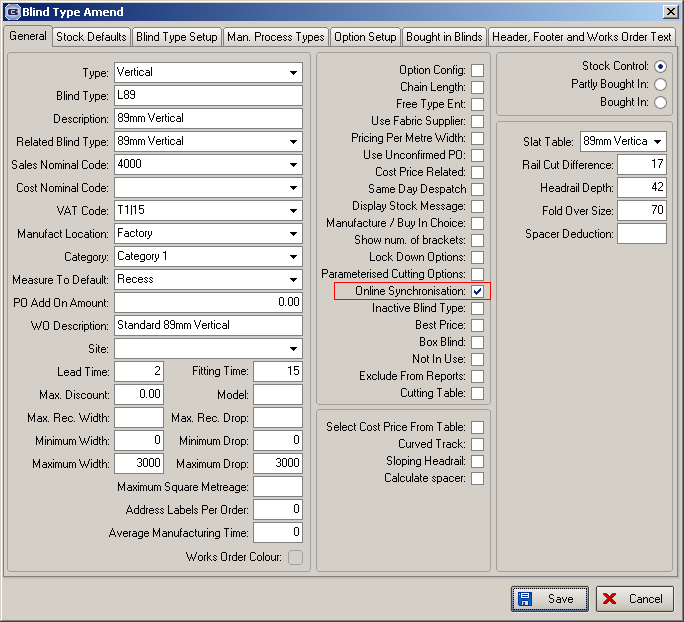 Blind Type Amend
General Stock Defaults Blind Type Setup Man. Process Types Option Setup Bought in Blinds Header, Footer and Works Order Text
Type: Vertical
Blind Type: L89
Description: 89mm Vertical
Related Blind Type: 89mm Vertical
Sales Nominal Code: 4000
Cost Nominal Code:
VAT Code: T1|15
Manufact Location: Factory
Category: Category 1
Measure To Default: Recess
PO Add On Amount: 0.00
WO Description: Standard 89mm Vertical
Site:
Lead Time: 2 Fitting Time: 15
Max. Discount: 0.00 Model:
Max. Rec. Width: Max. Rec. Drop:
Minimum Width: 0 Minimum Drop: 0
Maximum Width: 3000 Maximum Drop: 3000
Maximum Square Metreage:
Address Labels Per Order: 0
Average Manufacturing Time: 0
Works Order Colour:
Option Config:
Chain Length:
Free Type Ent:
Use Fabric Supplier:
Pricing Per Metre Width:
Use Unconfirmed PO:
Cost Price Related:
Same Day Despatch
Display Stock Message:
Manufacture / Buy In Choice:
Show num. of brackets:
Lock Down Options:
Parameterised Cutting Options:
Online Synchronisation:
Inactive Blind Type:
Best Price:
Box Blind:
Not In Use:
Exclude From Reports:
Cutting Table:
Select Cost Price From Table:
Curved Track:
Sloping Headrail:
Calculate spacer:
Stock Control:
Partly Bought In:
Bought In:
Slat Table: 89mm Vertica
Rail Cut Difference: 17
Headrail Depth: 42
Fold Over Size: 70
Spacer Deduction:
Save Cancel